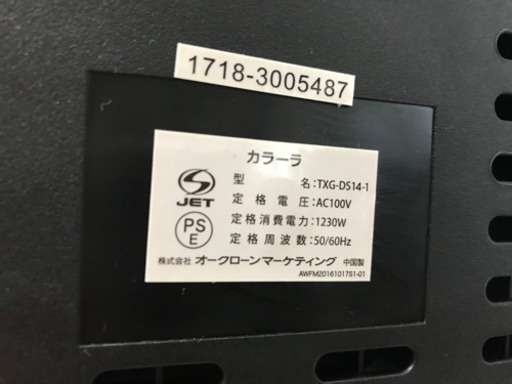 1718-3005487
カラーラ
型名:TXG-DS14-1
定格電圧:AC100V
定格消費電力:1230W
定格周波数:50/60Hz
JET
PS
E
株式会社 オークローンマーケティング 中国製
AWFM2016101751-01